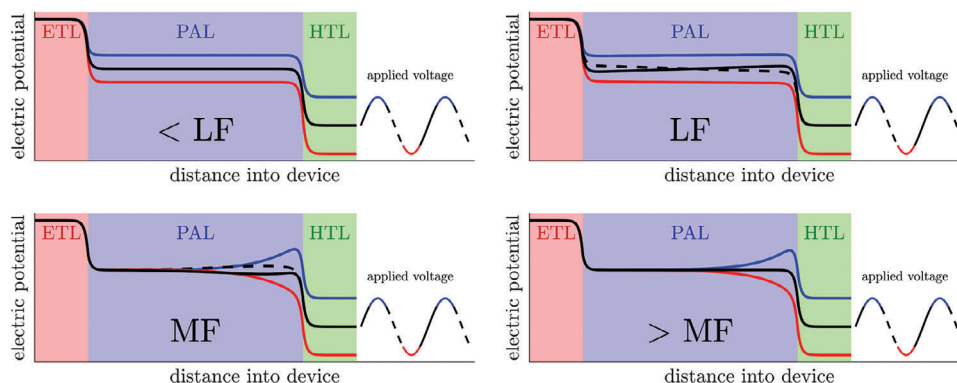 electric potential
ETL PAL HTL
applied voltage
< LF
distance into device
electric potential
ETL PAL HTL
applied voltage
LF
distance into device
electric potential
ETL PAL HTL
applied voltage
MF
distance into device
electric potential
ETL PAL HTL
applied voltage
> MF
distance into device